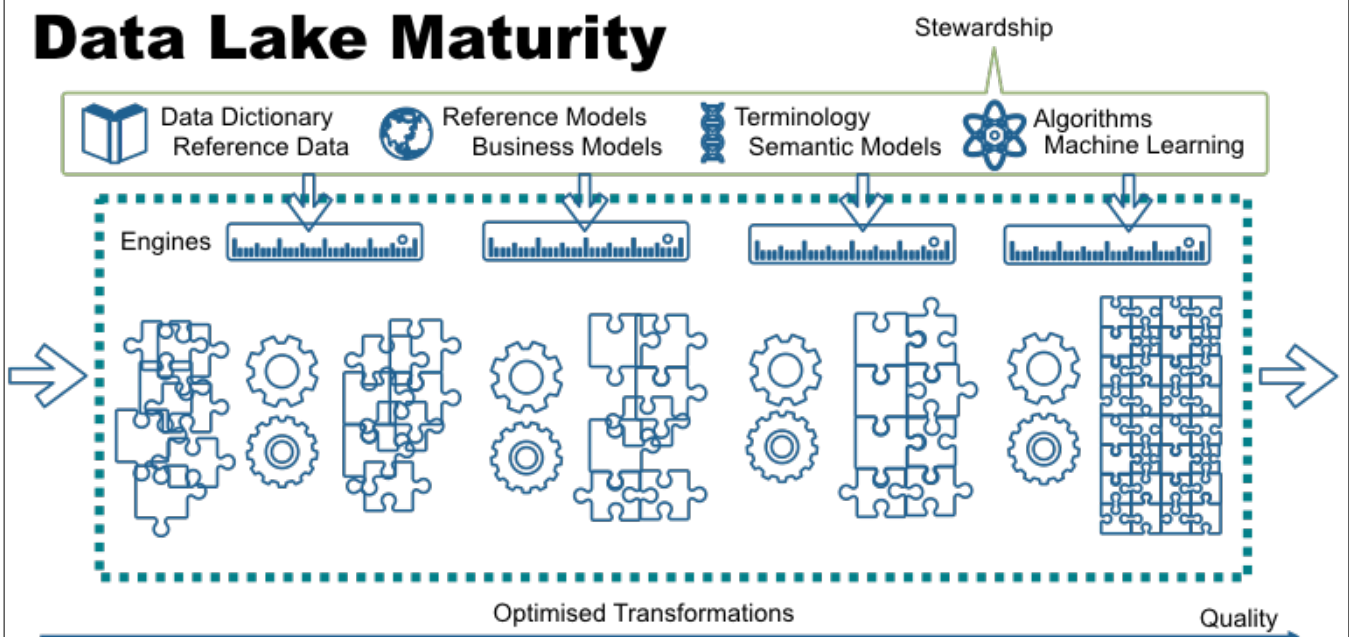 Data Lake Maturity
Stewardship
Data Dictionary
Reference Data
Reference Models
Business Models
Terminology
Semantic Models
Algorithms
Machine Learning
Engines
Optimised Transformations
Quality